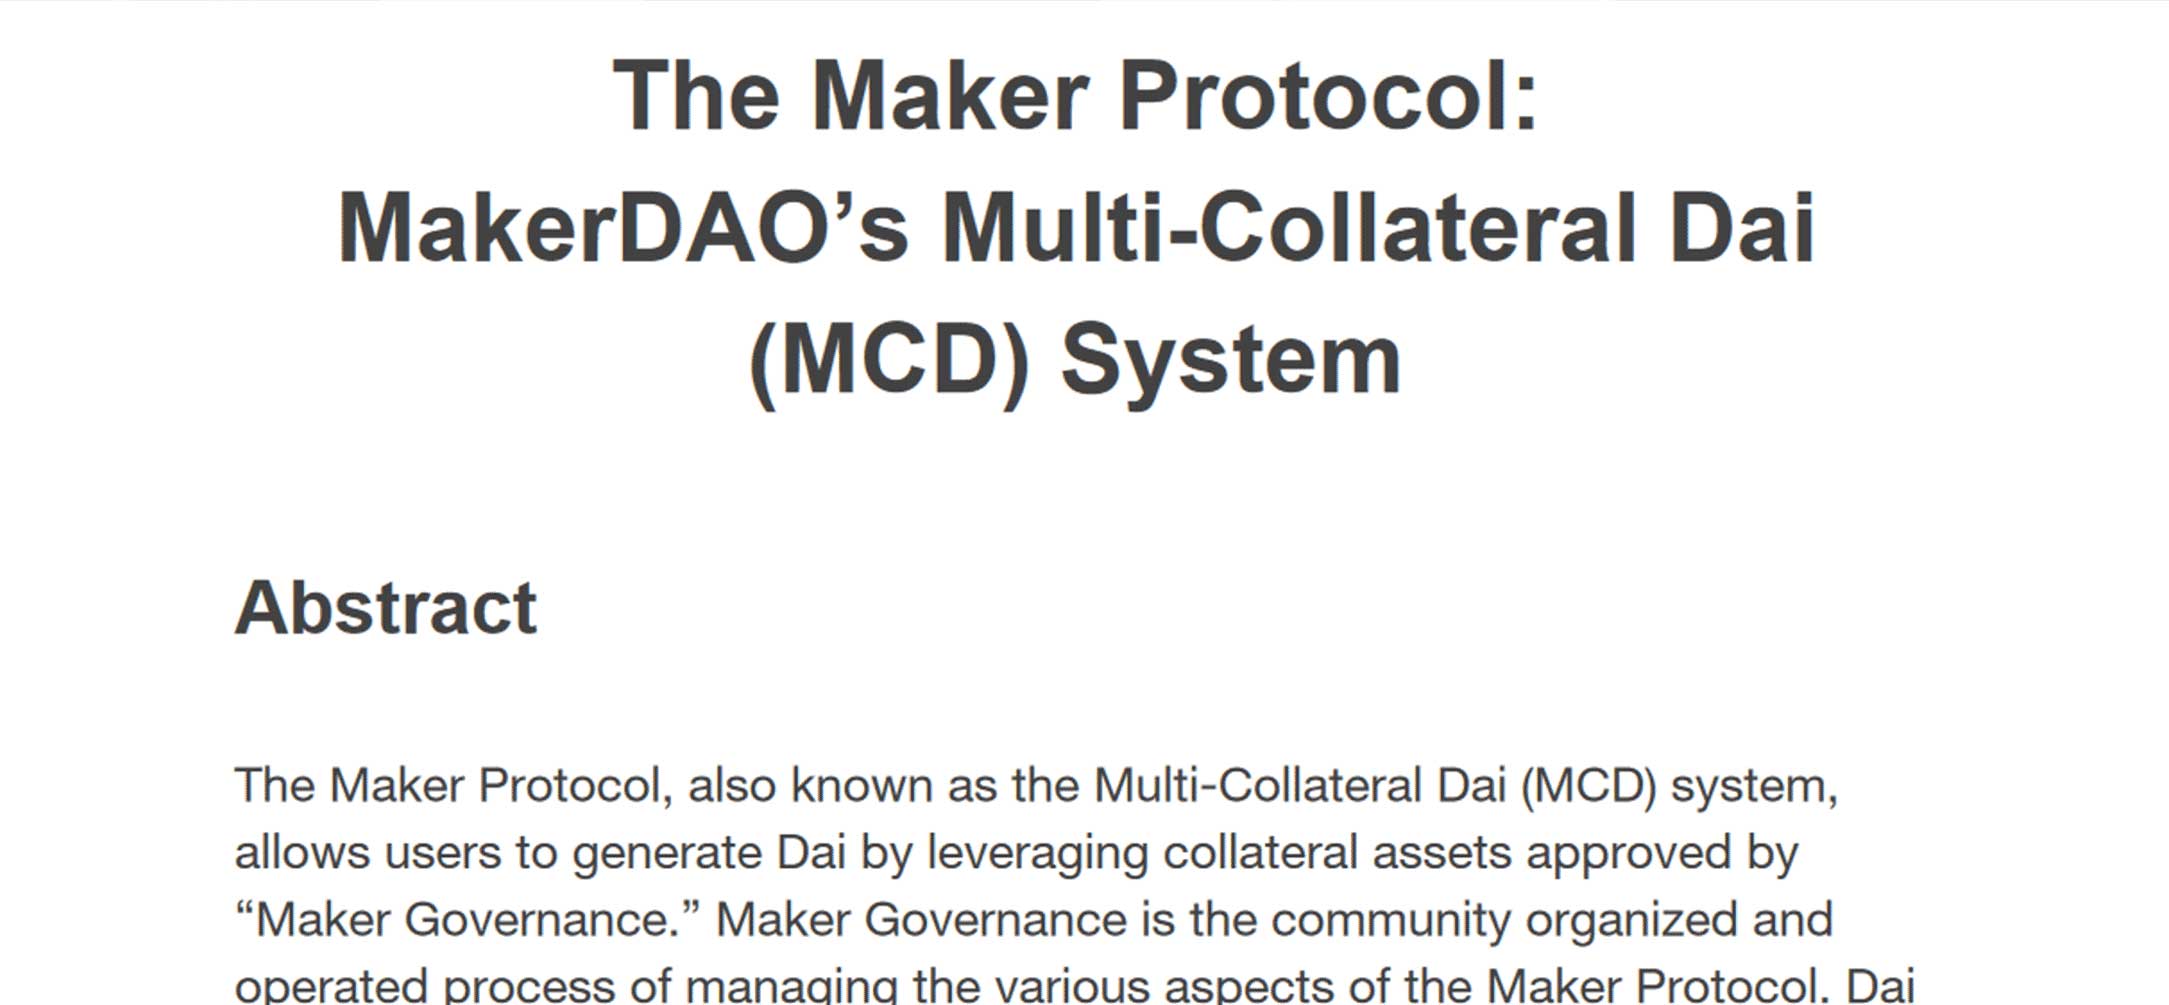 The Maker Protocol:
MakerDAO’s Multi-Collateral Dai
(MCD) System
Abstract
The Maker Protocol, also known as the Multi-Collateral Dai (MCD) system,
allows users to generate Dai by leveraging collateral assets approved by
“Maker Governance.” Maker Governance is the community organized and
operated process of managing the various aspects of the Maker Protocol. Dai